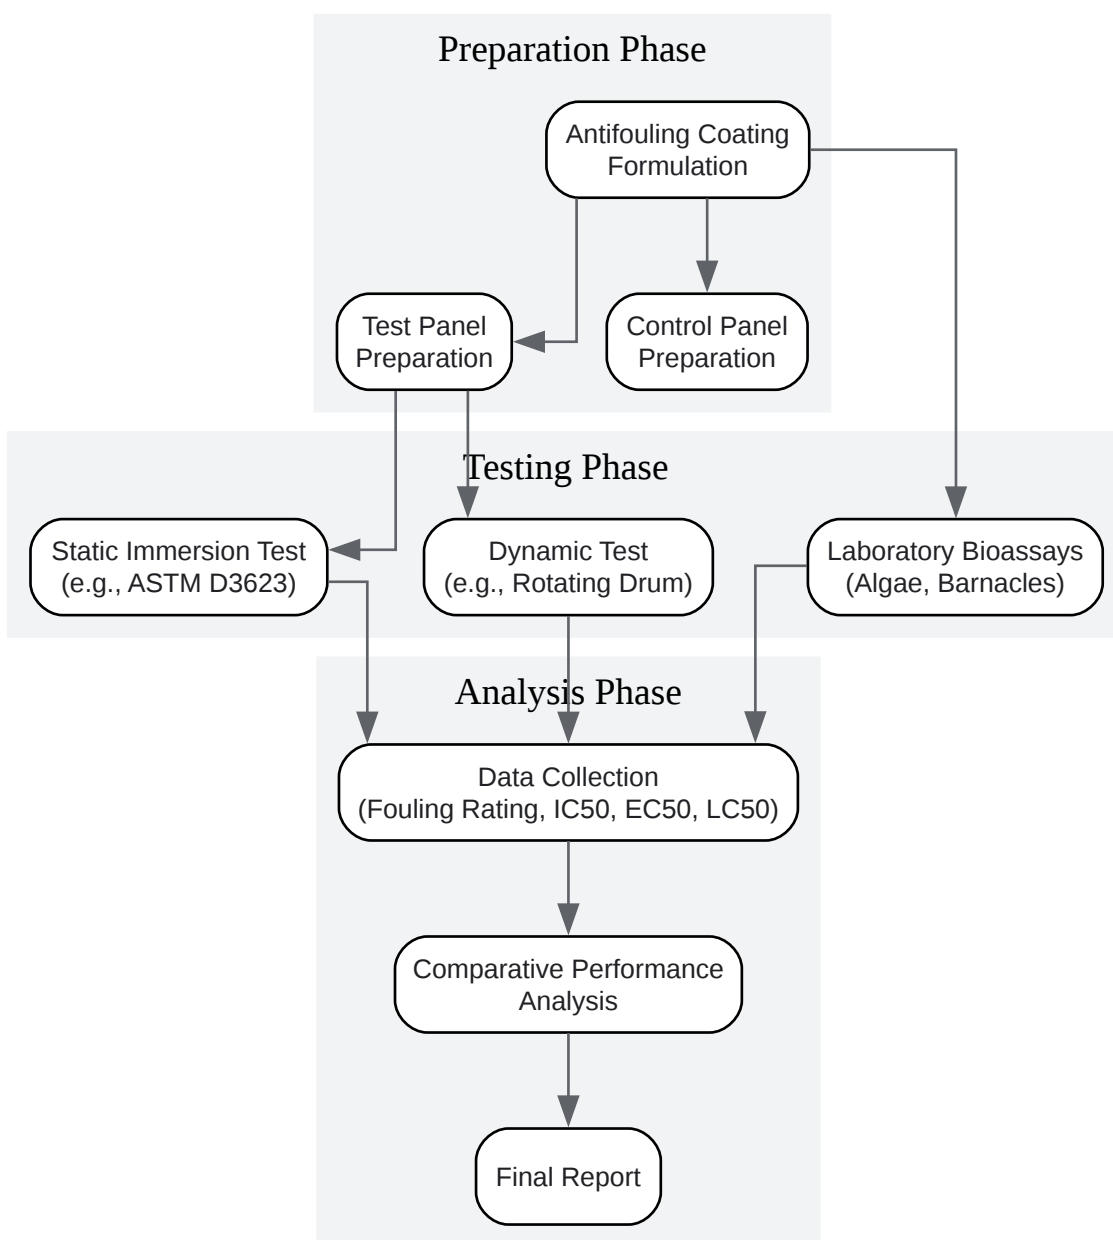 Preparation Phase
Antifouling Coating
Formulation
Test Panel
Preparation
Control Panel
Preparation
Testing Phase
Static Immersion Test
(e.g., ASTM D3623)
Dynamic Test
(e.g., Rotating Drum)
Laboratory Bioassays
(Algae, Barnacles)
Analysis Phase
Data Collection
(Fouling Rating, IC50, EC50, LC50)
Comparative Performance
Analysis
Final Report